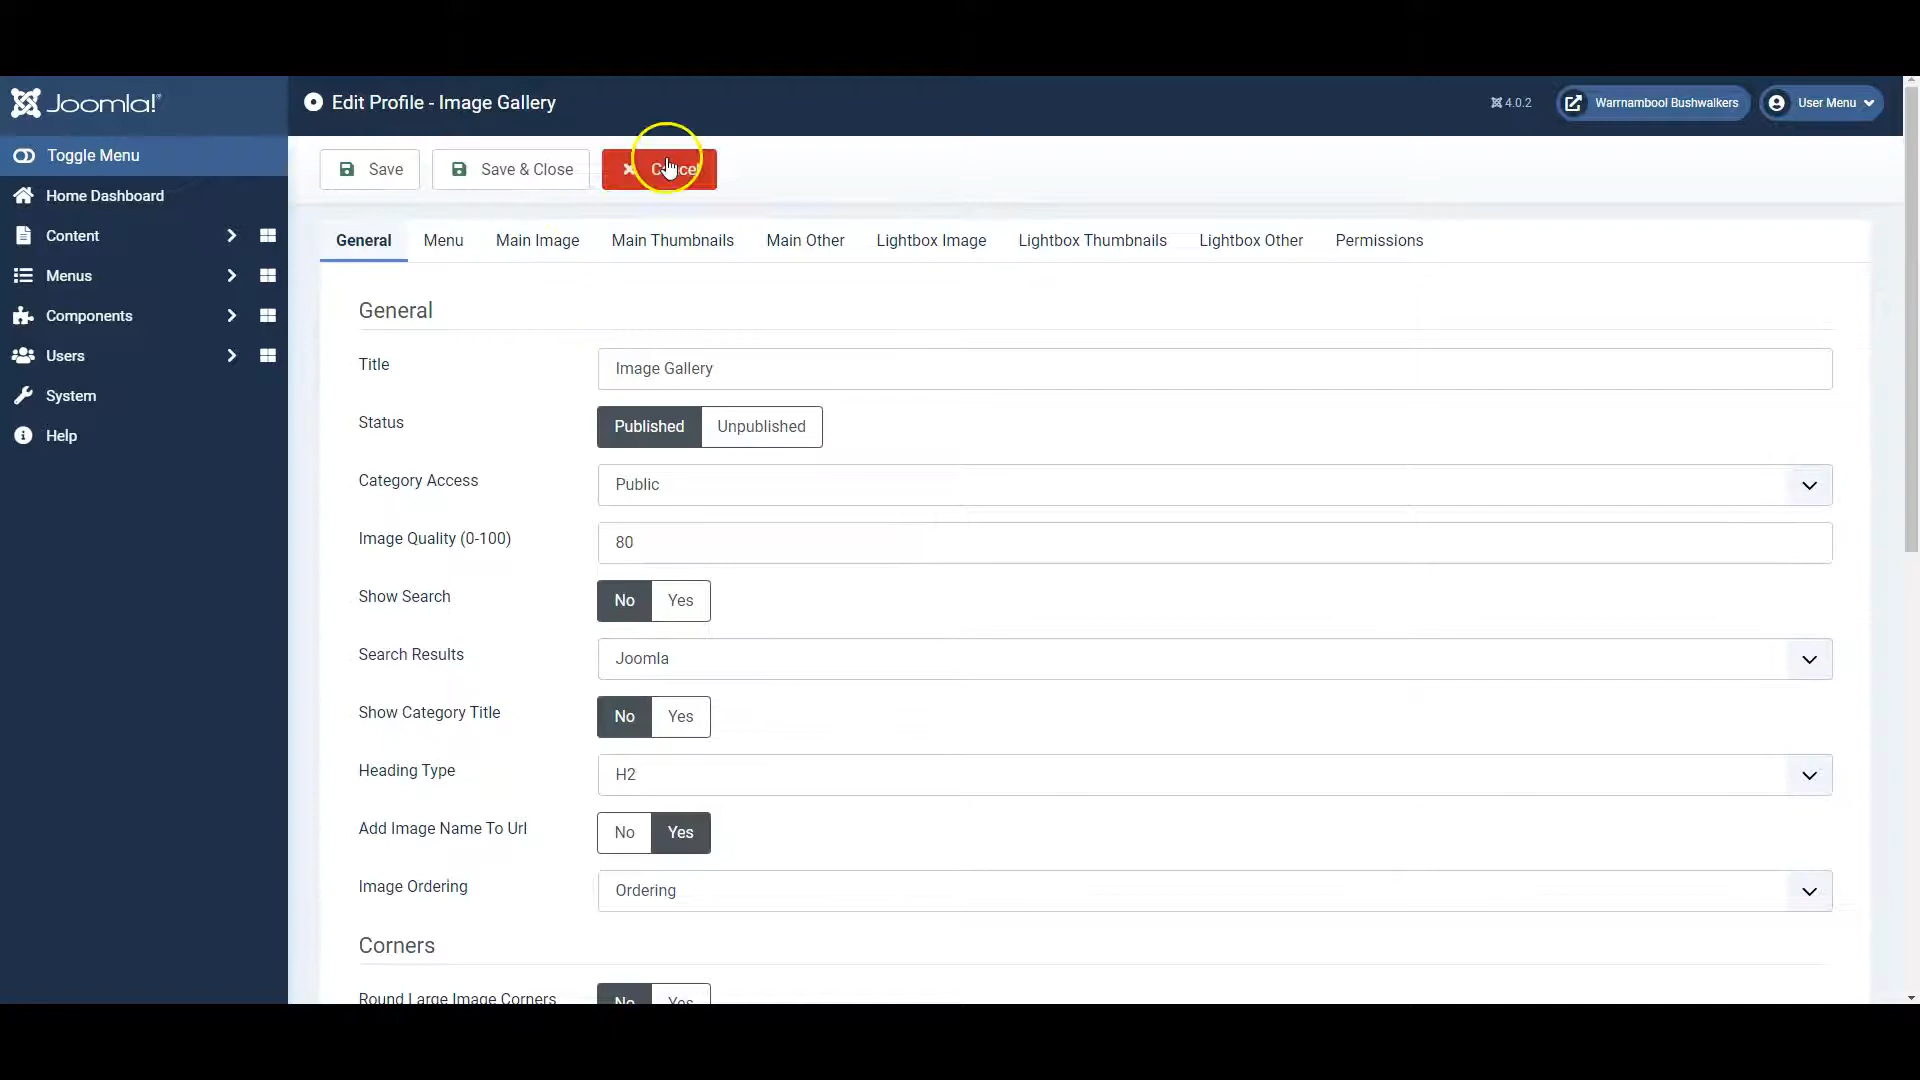 Joomla!®
Edit Profile - Image Gallery
4.0.2
Warrnambool Bushwalkers
User Menu
Toggle Menu
Home Dashboard
Content
Menus
Components
Users
System
Help
Save
Save & Close
Cancel
General
Menu
Main Image
Main Thumbnails
Main Other
Lightbox Image
Lightbox Thumbnails
Lightbox Other
Permissions
General
Title
Image Gallery
Status
Published
Unpublished
Category Access
Public
Image Quality (0-100)
80
Show Search
No
Yes
Search Results
Joomla
Show Category Title
No
Yes
Heading Type
H2
Add Image Name To Url
No
Yes
Image Ordering
Ordering
Corners
Round Large Image Corners
No
Yes